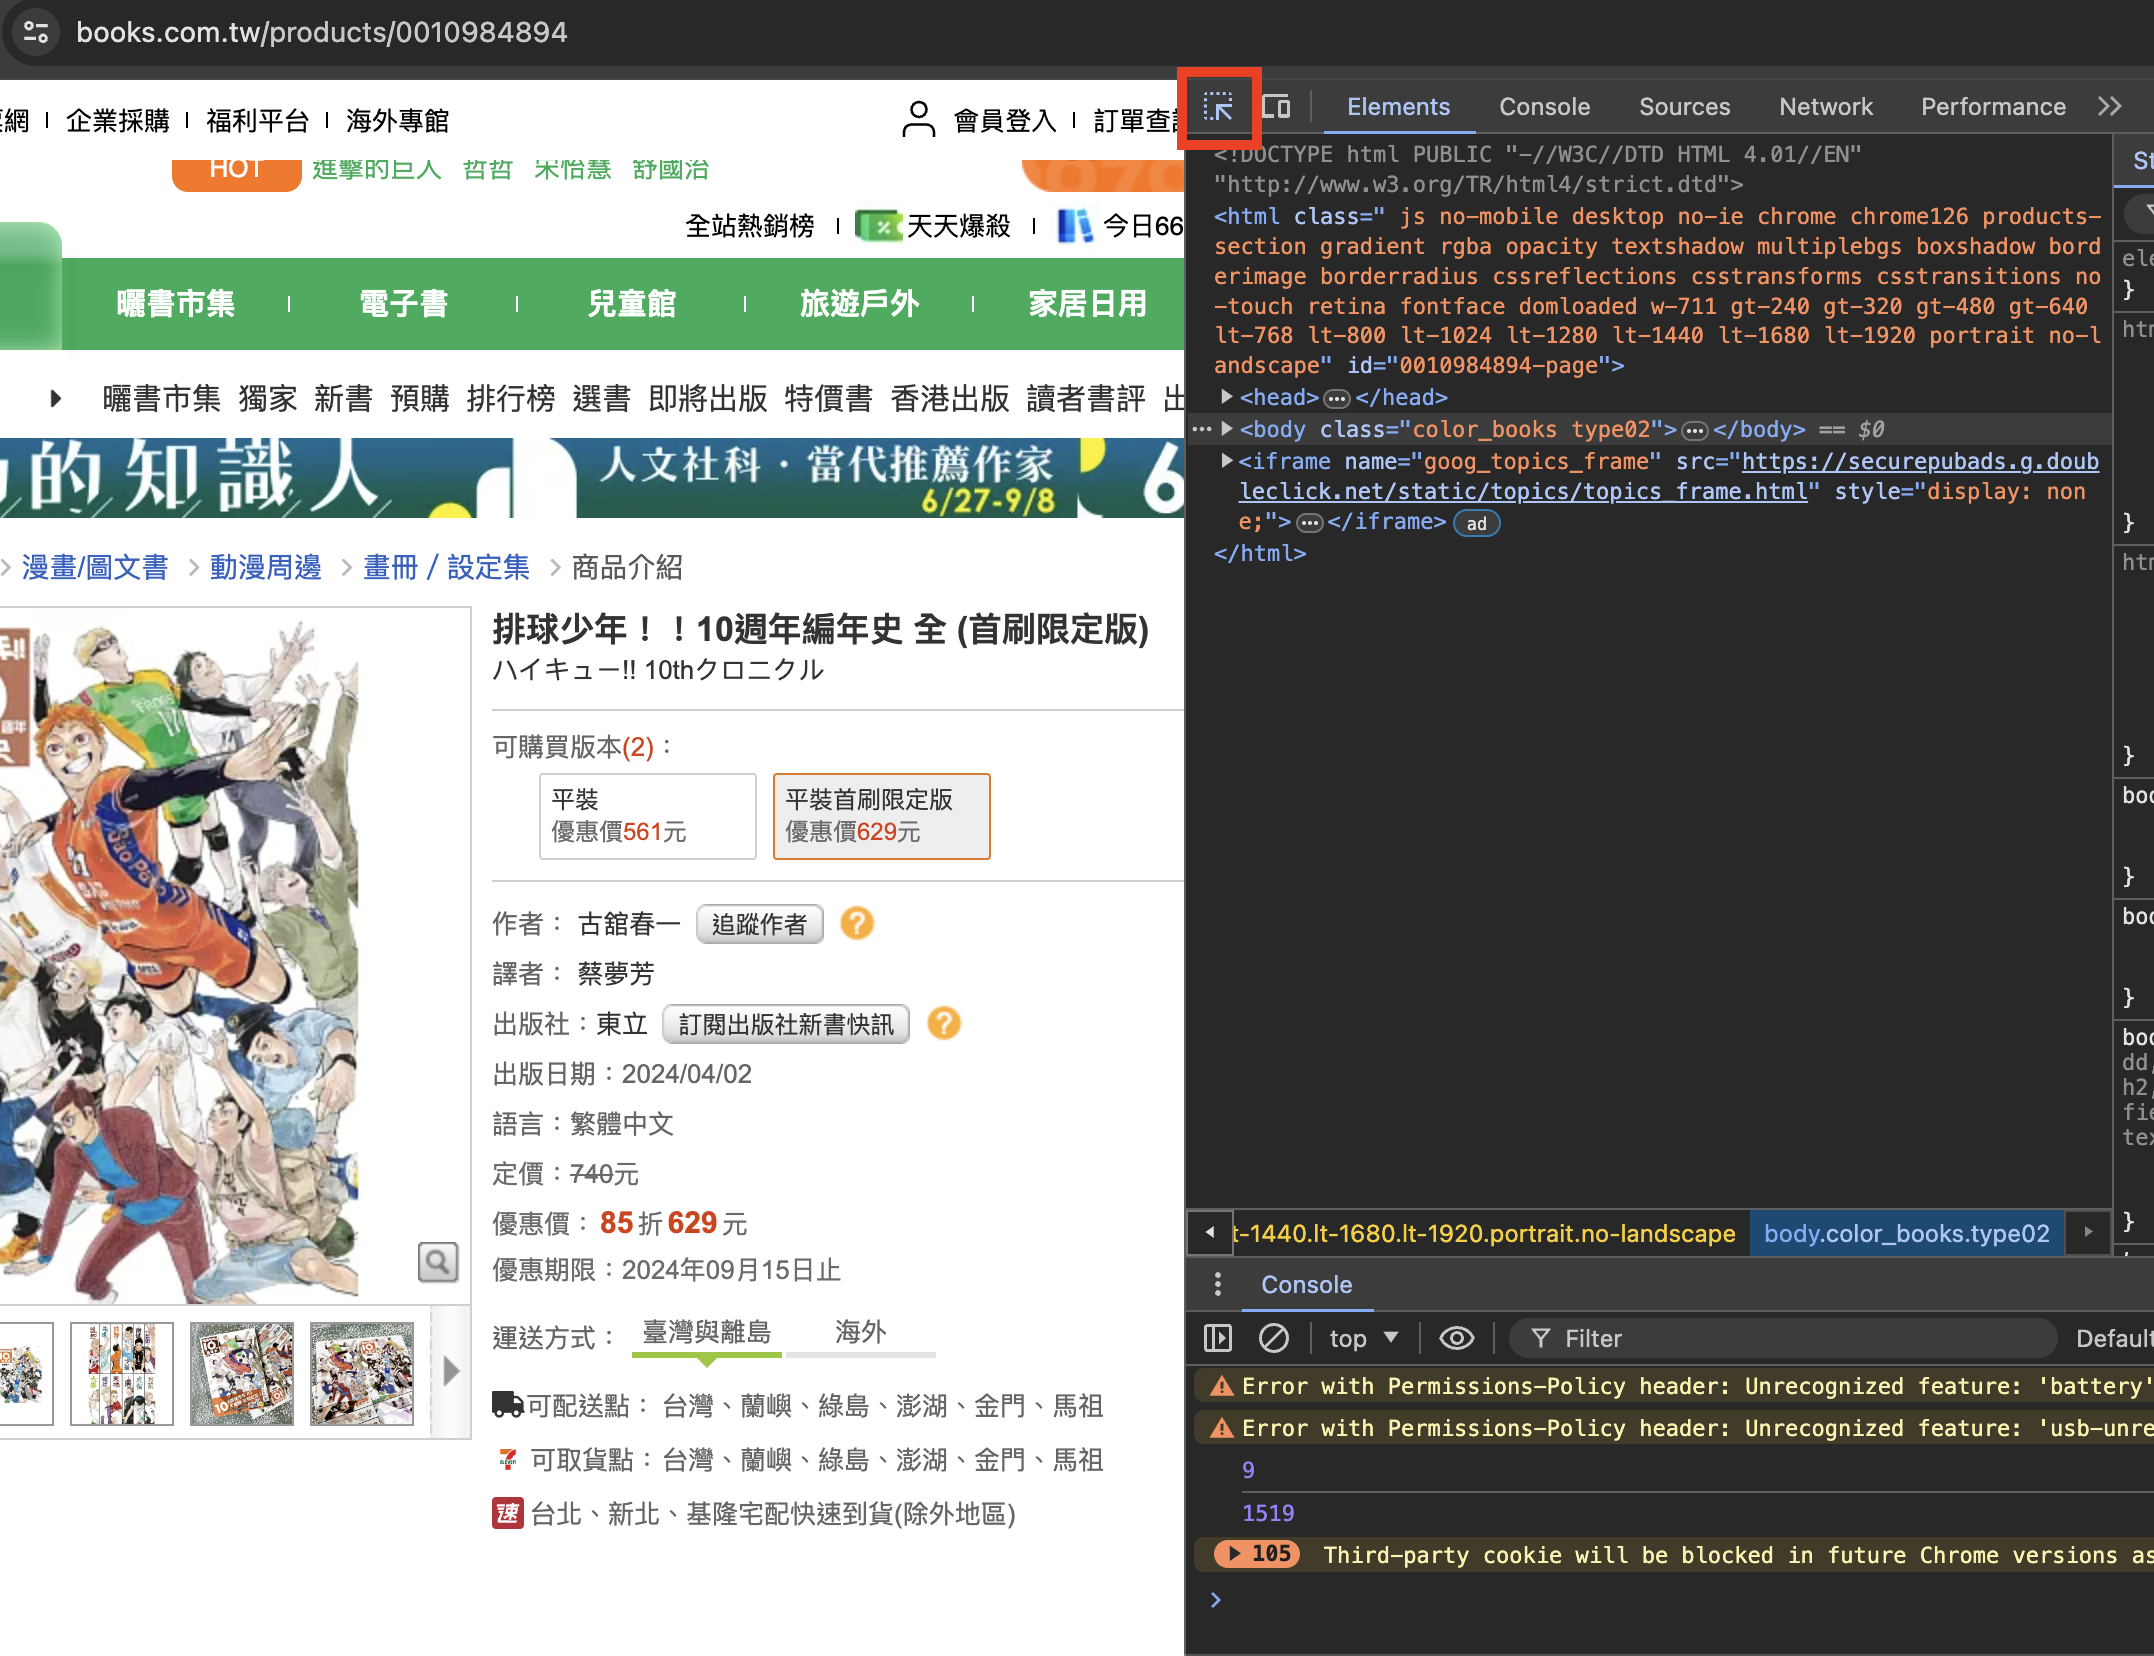 books.com.tw/products/0010984894
網 企業採購 福利平台 海外專館
會員登入 訂單查
HOT 進擊的巨人 哲哲 宋怡慧 舒國治
全站熱銷榜 天天爆殺 今日66
曬書市集 電子書 兒童館 旅遊戶外 家居日用
曬書市集 獨家 新書 預購 排行榜 選書 即將出版 特價書 香港出版 讀者書評 出
的知識人 人文社科・當代推薦作家
6/27-9/8
6
漫畫/圖文書 動漫周邊 畫冊 / 設定集 商品介紹
排球少年！！10週年編年史 全 (首刷限定版)
ハイキュー!! 10thクロニクル
可購買版本(2)：
平裝
優惠價561元
平裝首刷限定版
優惠價629元
作者： 古舘春一 追蹤作者 ?
譯者： 蔡夢芳
出版社：東立 訂閱出版社新書快訊 ?
出版日期：2024/04/02
語言：繁體中文
定價：740元
優惠價： 85折629元
優惠期限：2024年09月15日止
運送方式： 臺灣與離島 海外
可配送點： 台灣、蘭嶼、綠島、澎湖、金門、馬祖
可取貨點： 台灣、蘭嶼、綠島、澎湖、金門、馬祖
速 台北、新北、基隆宅配快速到貨(除外地區)
Elements Console Sources Network Performance
<!DOCTYPE html PUBLIC "-//W3C//DTD HTML 4.01//EN"
"http://www.w3.org/TR/html4/strict.dtd">
<html class=" js no-mobile desktop no-ie chrome chrome126 products-
section gradient rgba opacity textshadow multiplebgs boxshadow bord
erimage borderradius cssreflections csstransforms csstransitions no
-touch retina fontface domloaded w-711 gt-240 gt-320 gt-480 gt-640
lt-768 lt-800 lt-1024 lt-1280 lt-1440 lt-1680 lt-1920 portrait no-l
andscape" id="0010984894-page">
<head>…</head>
<body class="color_books type02">…</body> == $0
<iframe name="goog_topics_frame" src="https://securepubads.g.doub
leclick.net/static/topics/topics_frame.html" style="display: non
e;">…</iframe> ad
</html>
St
ele
}
htm
}
htm
}
boo
}
boo
}
boo
dd,
h2,
fie
tex
}
t-1440.lt-1680.lt-1920.portrait.no-landscape body.color_books.type02
Console
top Filter Default
Error with Permissions-Policy header: Unrecognized feature: 'battery'
Error with Permissions-Policy header: Unrecognized feature: 'usb-unre
9
1519
105 Third-party cookie will be blocked in future Chrome versions as